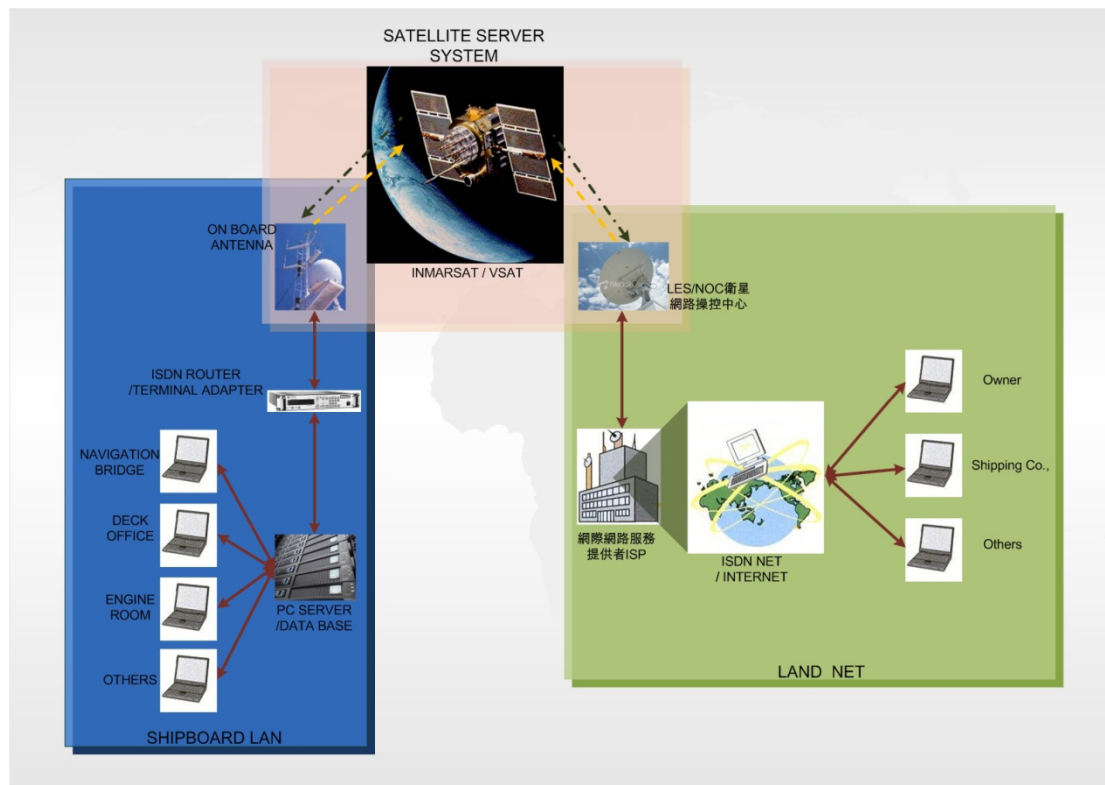 SATELLITE SERVER
SYSTEM
INMARSAT / VSAT
ON BOARD
ANTENNA
LES/NOC衛星
網路操控中心
ISDN ROUTER
/TERMINAL ADAPTER
NAVIGATION
BRIDGE
DECK
OFFICE
ENGINE
ROOM
OTHERS
PC SERVER
/DATA BASE
SHIPBOARD LAN
網際網路服務
提供者ISP
ISDN NET
/ INTERNET
Owner
Shipping Co.,
Others
LAND NET